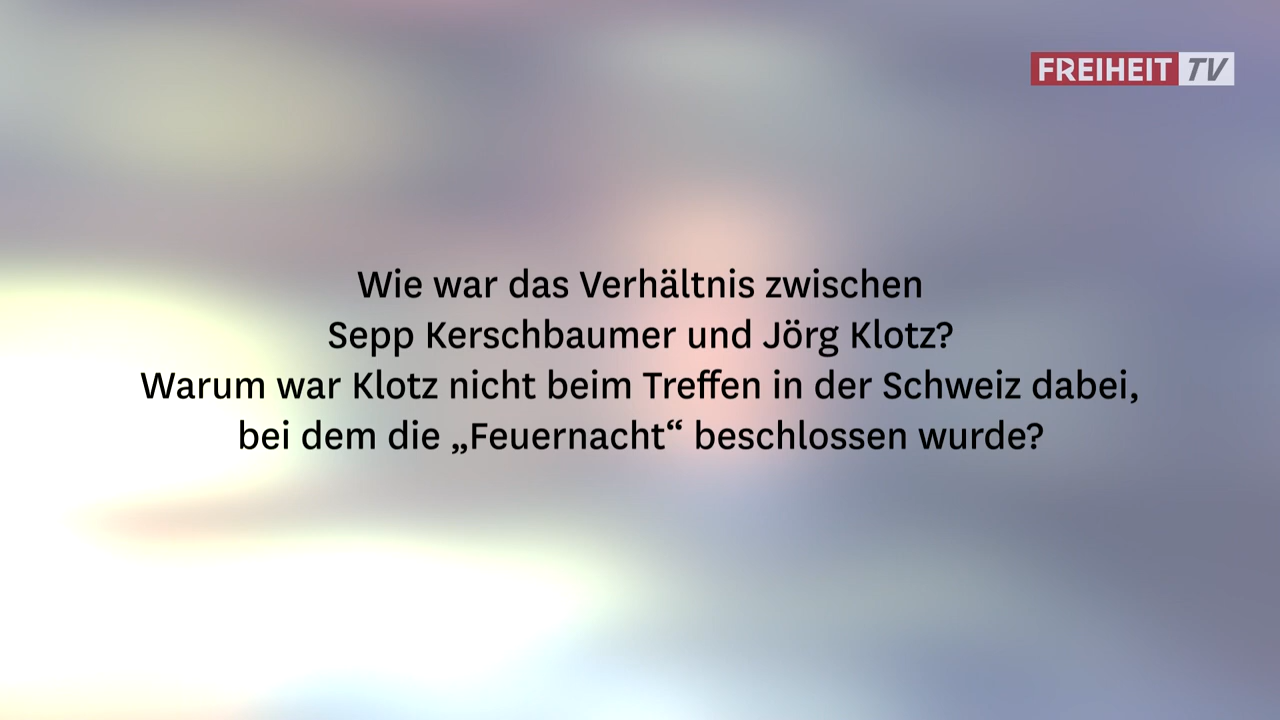 FREIHEIT TV
Wie war das Verhältnis zwischen
Sepp Kerschbaumer und Jörg Klotz?
Warum war Klotz nicht beim Treffen in der Schweiz dabei,
bei dem die „Feuernacht“ beschlossen wurde?